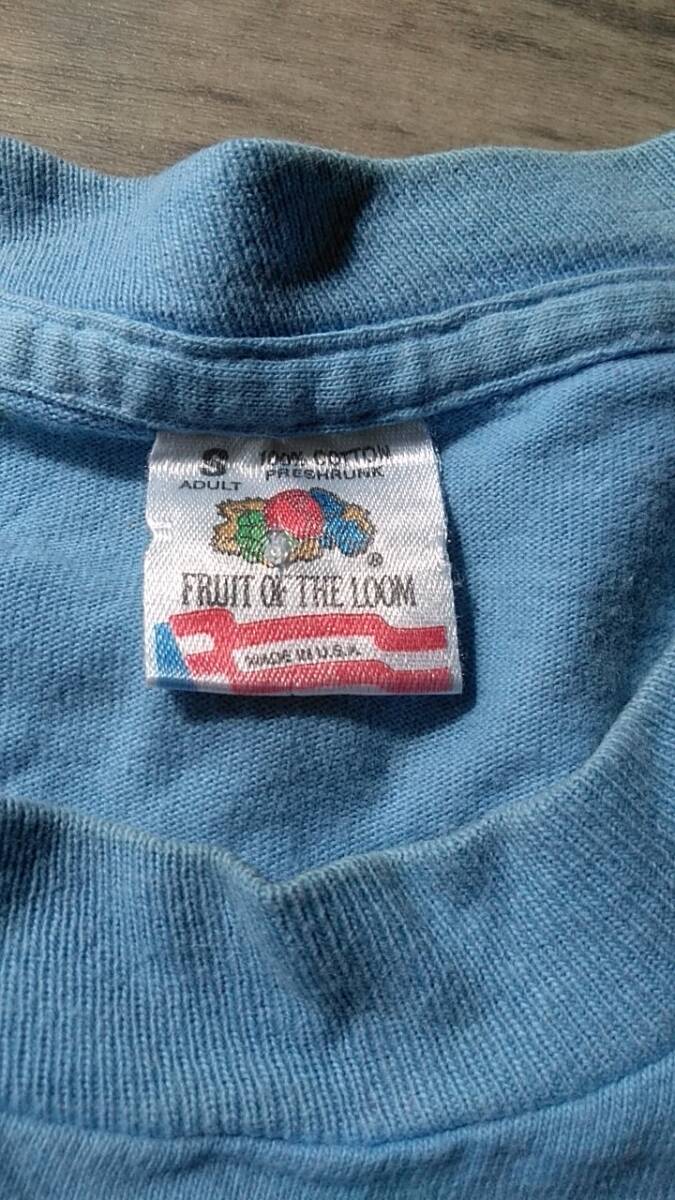 S 100% COTTON
ADULT PRESHRUNK
®
FRUIT OF THE LOOM
MADE IN U.S.A.